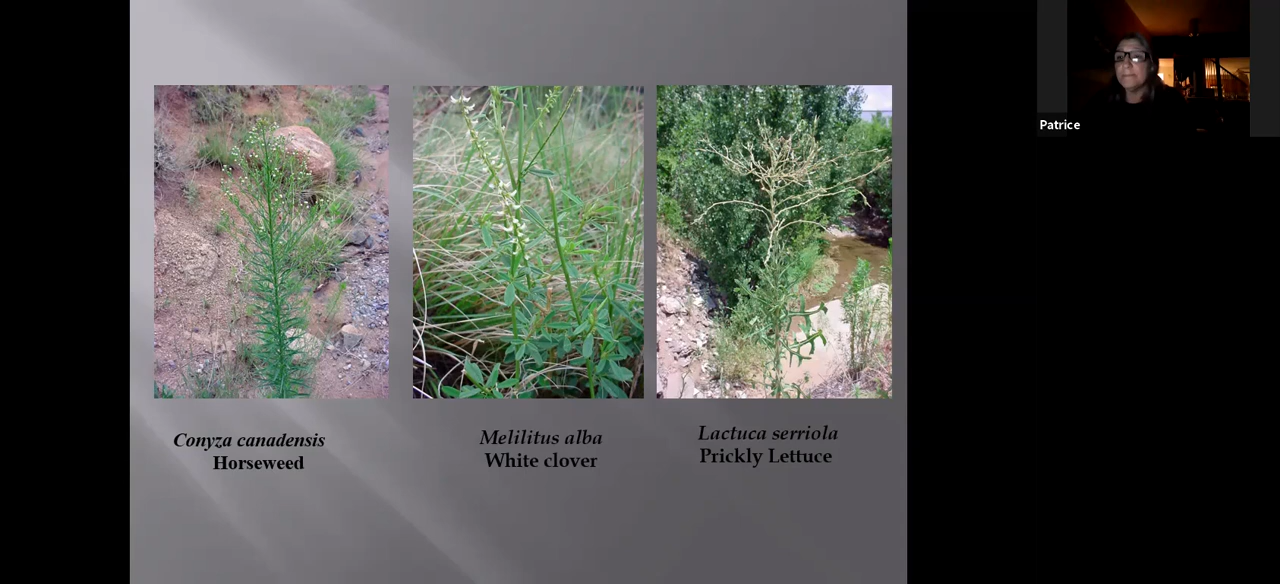 Patrice
Conyza canadensis
Horseweed
Melilitus alba
White clover
Lactuca serriola
Prickly Lettuce